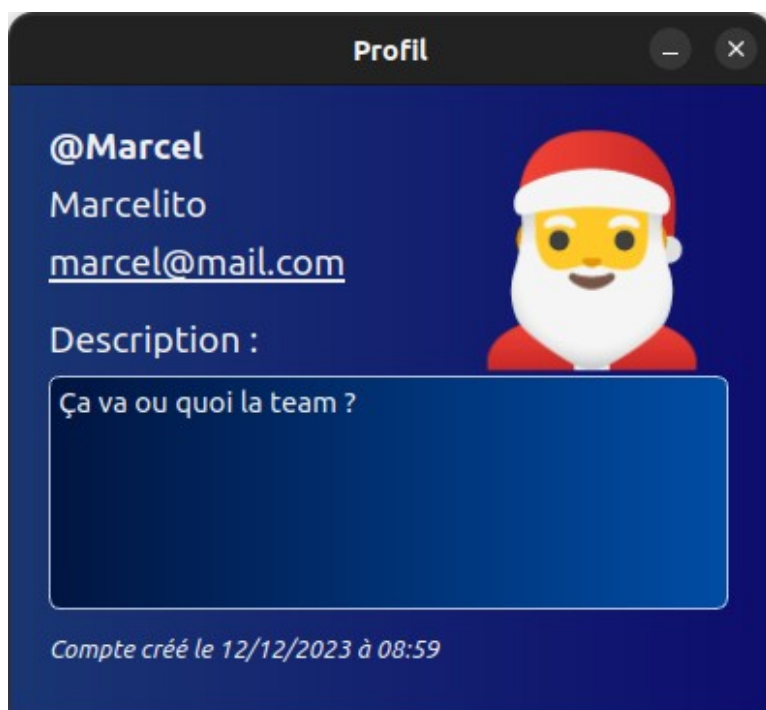 Profil
@Marcel
Marcelito
marcel@mail.com
Description :
Ça va ou quoi la team ?
Compte créé le 12/12/2023 à 08:59